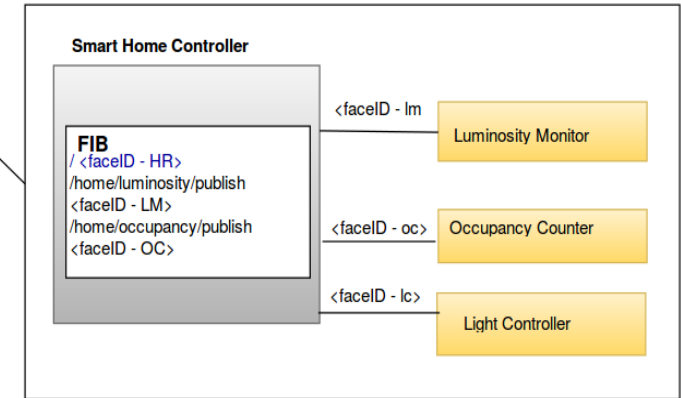 Smart Home Controller
<faceID - lm
Luminosity Monitor
FIB
/ <faceID - HR>
/home/luminosity/publish
<faceID - LM>
/home/occupancy/publish
<faceID - OC>
<faceID - oc>
Occupancy Counter
<faceID - lc>
Light Controller